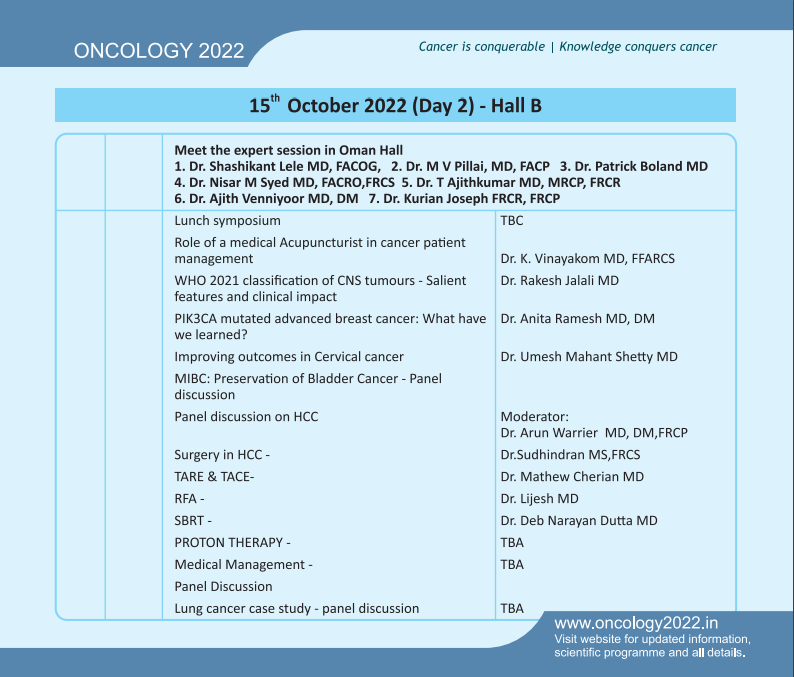 ONCOLOGY 2022
Cancer is conquerable | Knowledge conquers cancer
15th October 2022 (Day 2) - Hall B
Meet the expert session in Oman Hall
1. Dr. Shashikant Lele MD, FACOG, 2. Dr. M V Pillai, MD, FACP 3. Dr. Patrick Boland MD
4. Dr. Nisar M Syed MD, FACRO,FRCS 5. Dr. T Ajithkumar MD, MRCP, FRCR
6. Dr. Ajith Venniyoor MD, DM 7. Dr. Kurian Joseph FRCR, FRCP
Lunch symposium TBC
Role of a medical Acupuncturist in cancer patient
management Dr. K. Vinayakom MD, FFARCS
WHO 2021 classification of CNS tumours - Salient Dr. Rakesh Jalali MD
features and clinical impact
PIK3CA mutated advanced breast cancer: What have Dr. Anita Ramesh MD, DM
we learned?
Improving outcomes in Cervical cancer Dr. Umesh Mahant Shetty MD
MIBC: Preservation of Bladder Cancer - Panel
discussion
Panel discussion on HCC Moderator:
Dr. Arun Warrier MD, DM,FRCP
Surgery in HCC - Dr.Sudhindran MS,FRCS
TARE & TACE- Dr. Mathew Cherian MD
RFA - Dr. Lijesh MD
SBRT - Dr. Deb Narayan Dutta MD
PROTON THERAPY - TBA
Medical Management - TBA
Panel Discussion
Lung cancer case study - panel discussion TBA
www.oncology2022.in
Visit website for updated information,
scientific programme and all details.